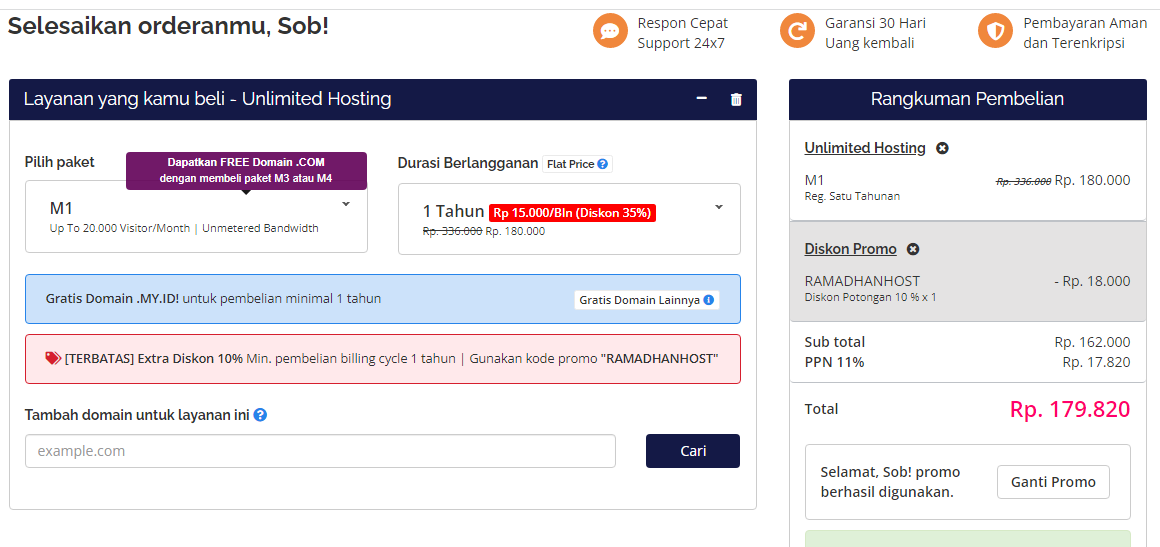 Selesaikan orderanmu, Sob!
Respon Cepat
Support 24x7
Garansi 30 Hari
Uang kembali
Pembayaran Aman
dan Terenkripsi
Layanan yang kamu beli - Unlimited Hosting
Pilih paket
Dapatkan FREE Domain .COM
dengan membeli paket M3 atau M4
M1
Up To 20.000 Visitor/Month | Unmetered Bandwidth
Durasi Berlangganan Flat Price
1 Tahun Rp 15.000/Bln (Diskon 35%)
Rp. 336.000 Rp. 180.000
Gratis Domain .MY.ID! untuk pembelian minimal 1 tahun
Gratis Domain Lainnya
[TERBATAS] Extra Diskon 10% Min. pembelian billing cycle 1 tahun | Gunakan kode promo "RAMADHANHOST"
Tambah domain untuk layanan ini
example.com
Cari
Rangkuman Pembelian
Unlimited Hosting
M1 Rp. 336.000 Rp. 180.000
Reg. Satu Tahunan
Diskon Promo
RAMADHANHOST - Rp. 18.000
Diskon Potongan 10 % x 1
Sub total Rp. 162.000
PPN 11% Rp. 17.820
Total Rp. 179.820
Selamat, Sob! promo
berhasil digunakan.
Ganti Promo